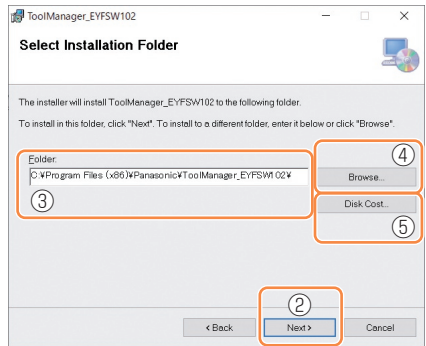 ToolManager_EYFSW102
Select Installation Folder
The installer will install ToolManager_EYFSW102 to the following folder.
To install in this folder, click "Next". To install to a different folder, enter it below or click "Browse".
Folder:
C:¥Program Files (x86)¥Panasonic¥ToolManager_EYFSW102¥
③
④
Browse...
Disk Cost...
⑤
②
< Back Next > Cancel